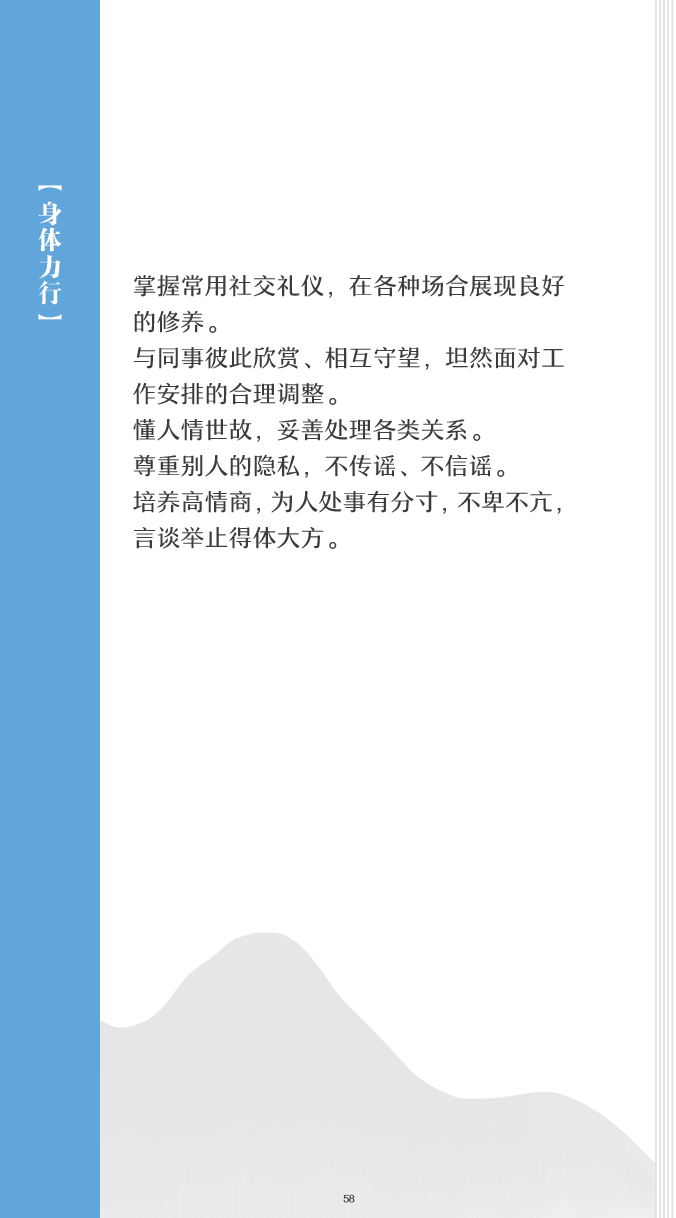 【身体力行】
掌握常用社交礼仪，在各种场合展现良好
的修养。
与同事彼此欣赏、相互守望，坦然面对工
作安排的合理调整。
懂人情世故，妥善处理各类关系。
尊重别人的隐私，不传谣、不信谣。
培养高情商，为人处事有分寸，不卑不亢，
言谈举止得体大方。
58